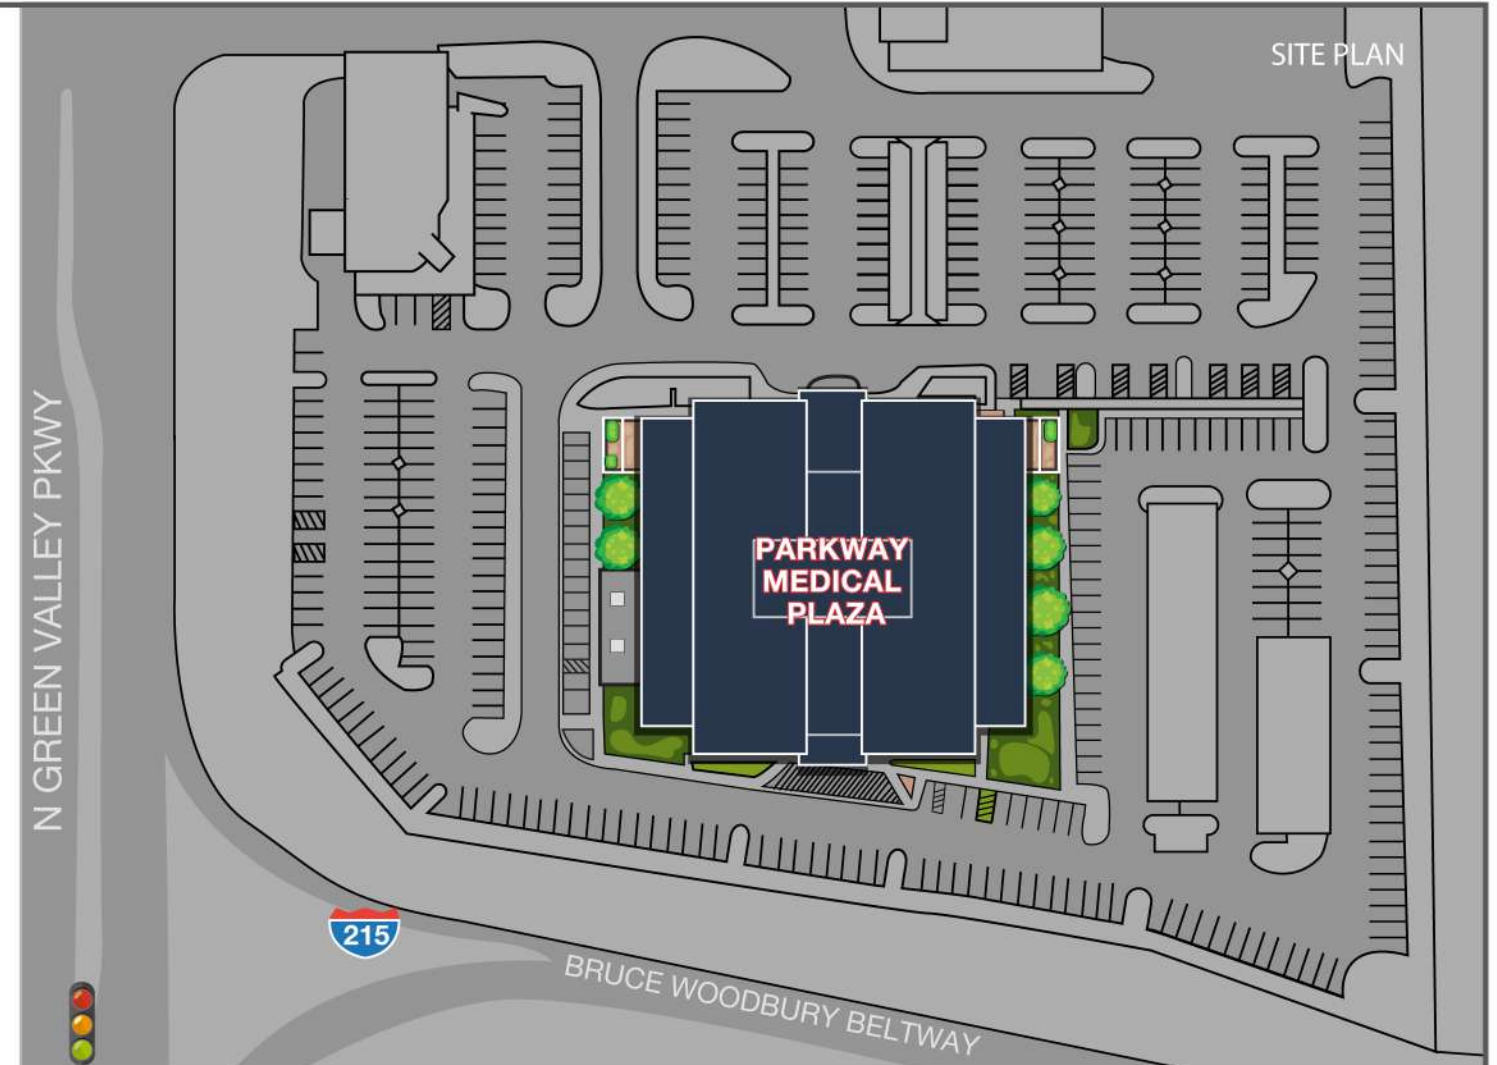 SITE PLAN
N GREEN VALLEY PKWY
PARKWAY
MEDICAL
PLAZA
215
BRUCE WOODBURY BELTWAY